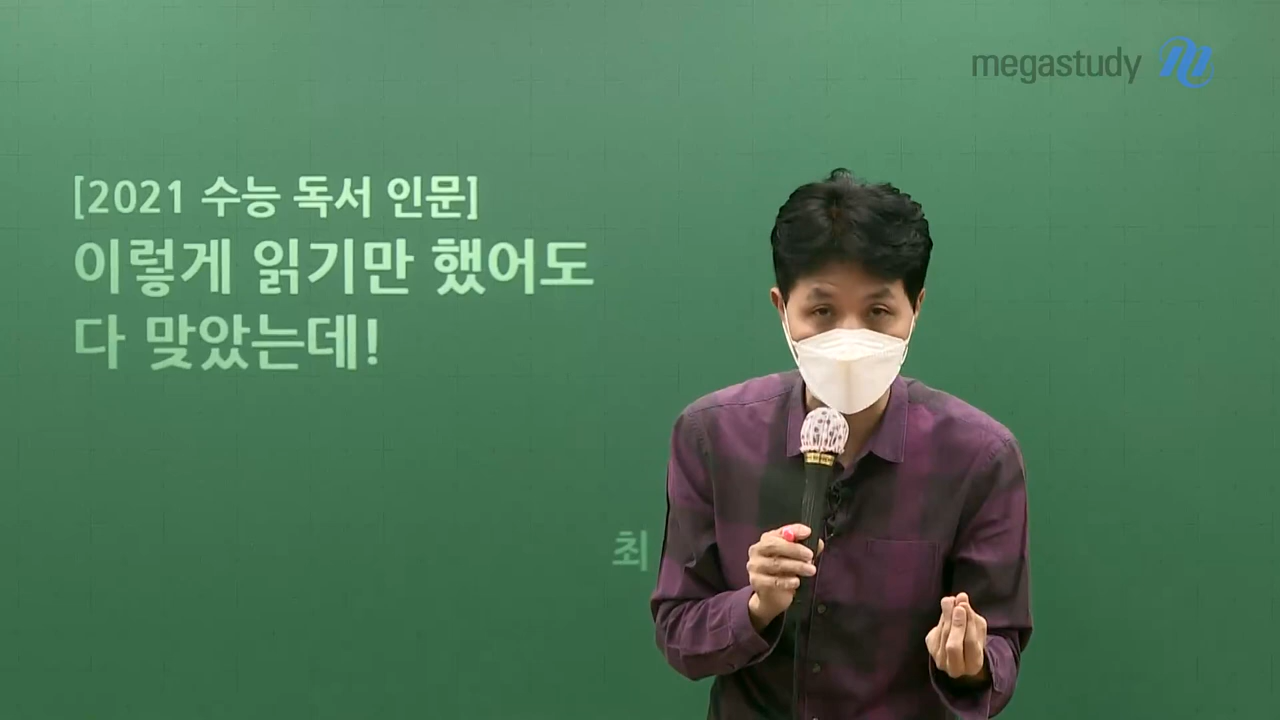 megastudy
[2021 수능 독서 인문]
이렇게 읽기만 했어도
다 맞았는데!
최